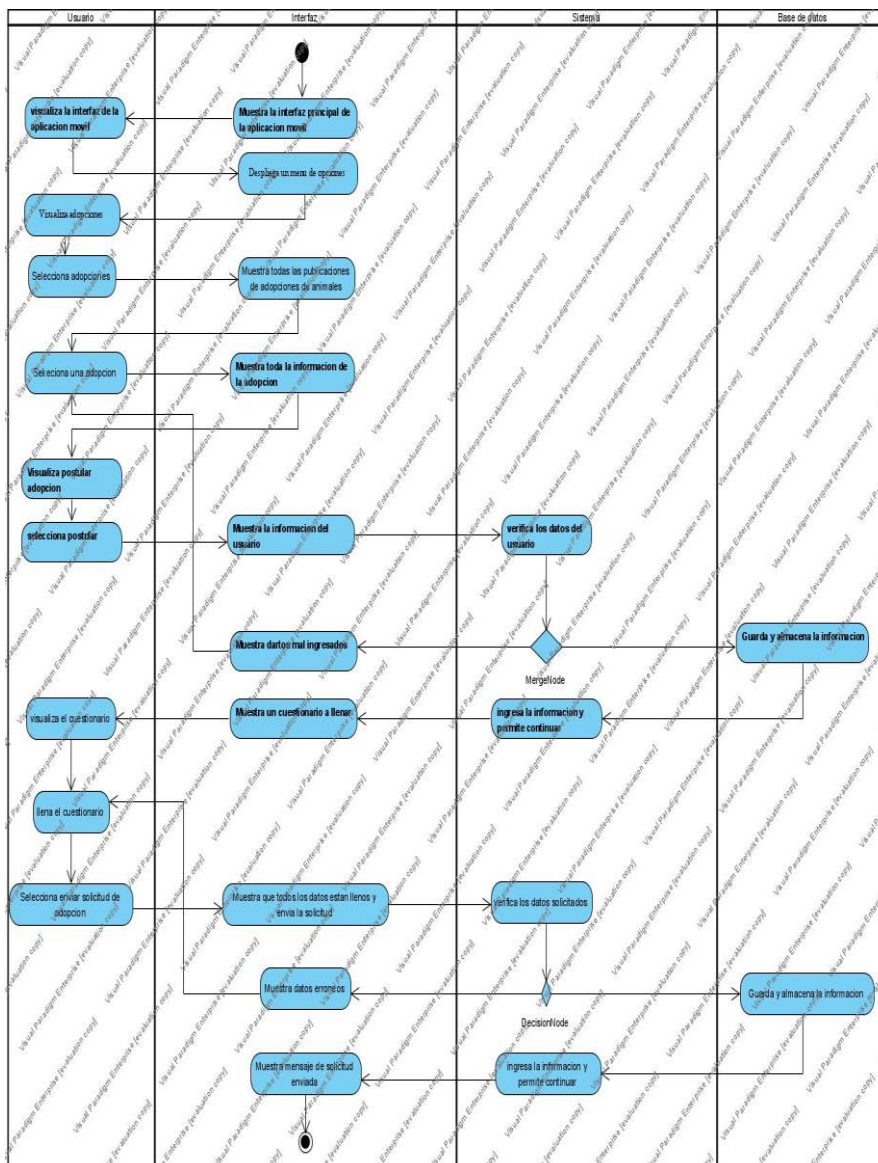 Usuario
Interfaz
Sistema
Base de datos
visualiza la interfaz de la
aplicacion movil
Muestra la interfaz principal de
la aplicacion movil
Despliega un menu de opciones
Visualiza adopciones
Selecciona adopciones
Muestra todas las publicaciones
de adopciones de animales
Seleciona una adopcion
Muestra toda la informacion de
la adopcion
Visualiza postular
adopcion
selecciona postular
Muestra la informacion del
usuario
verifica los datos del
usuario
Muestra dartos mal ingresados
MergeNode
Guarda y almacena la informacion
visualiza el cuestionario
Muestra un cuestionario a llenar
ingresa la informacion y
permite continuar
llena el cuestionario
Selecciona enviar solicitud de
adopcion
Muestra que todos los datos estan llenos y
envia la solicitud
verifica los datos solicitados
Muestra datos erroneos
DecisionNode
Guarda y almacena la informacion
Muestra mensaje de solicitud
enviada
ingresa la informacion y
permite continuar
Visual Paradigm Enterprise [evaluation copy]